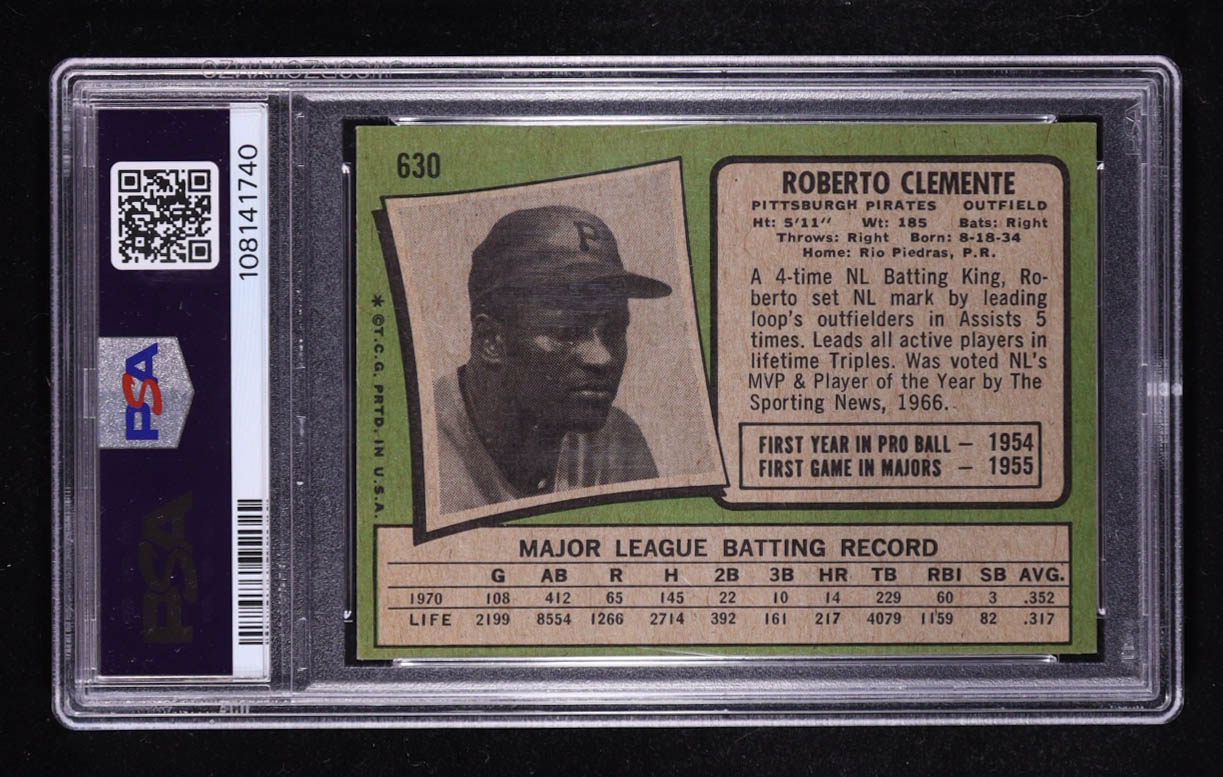 108141740
PSA
PSA
630
P
* © T.C.G. PRTD. IN U.S.A.
ROBERTO CLEMENTE
PITTSBURGH PIRATES OUTFIELD
Ht: 5'11" Wt: 185 Bats: Right
Throws: Right Born: 8-18-34
Home: Rio Piedras, P.R.
A 4-time NL Batting King, Ro-
berto set NL mark by leading
loop's outfielders in Assists 5
times. Leads all active players in
lifetime Triples. Was voted NL's
MVP & Player of the Year by The
Sporting News, 1966.
FIRST YEAR IN PRO BALL — 1954
FIRST GAME IN MAJORS — 1955
MAJOR LEAGUE BATTING RECORD
G AB R H 2B 3B HR TB RBI SB AVG.
1970 108 412 65 145 22 10 14 229 60 3 .352
LIFE 2199 8554 1266 2714 392 161 217 4079 1159 82 .317